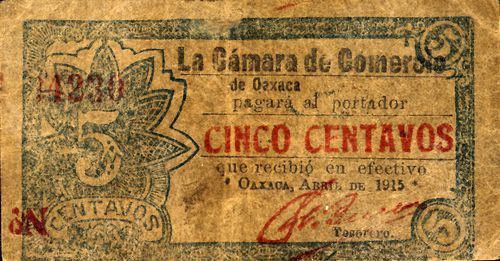 5
La Cámara de Comercio
de Oaxaca
14230
pagará al portador
5
CINCO CENTAVOS
que recibió en efectivo
* OAXACA, ABRIL DE 1915 *
CENTAVOS
5
Tesorero.